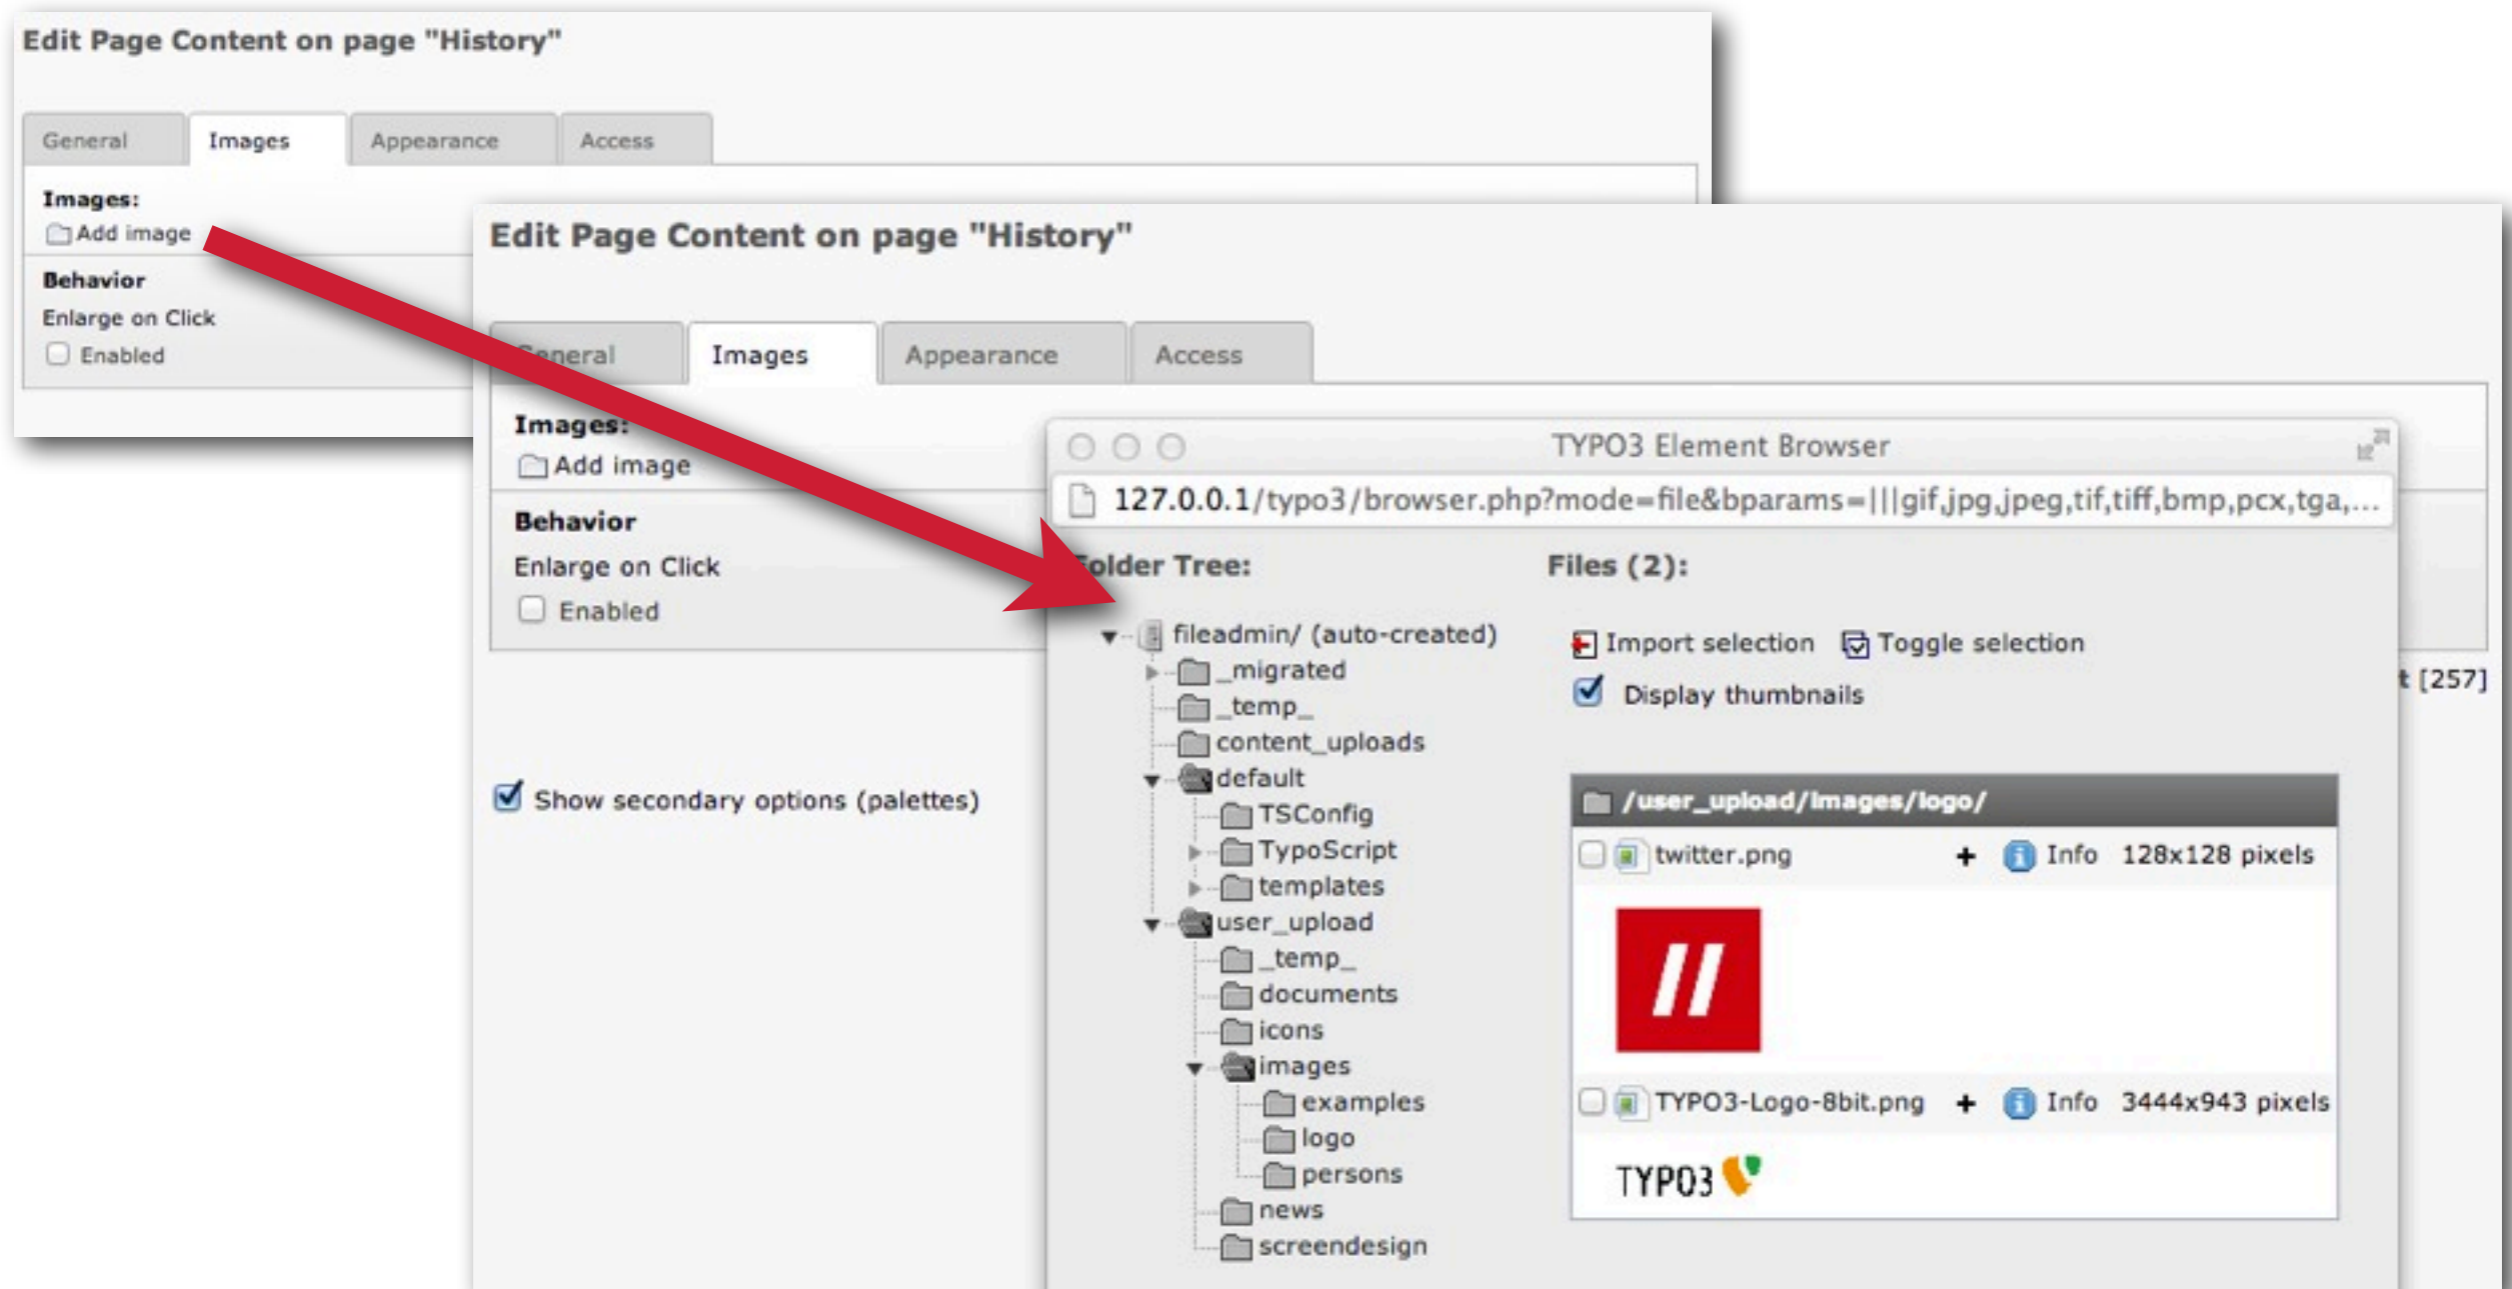 Edit Page Content on page "History"
General Images Appearance Access
Images:
Add image
Behavior
Enlarge on Click
Enabled
Edit Page Content on page "History"
General Images Appearance Access
Images:
Add image
Behavior
Enlarge on Click
Enabled
Show secondary options (palettes)
t [257]
TYPO3 Element Browser
127.0.0.1/typo3/browser.php?mode=file&bparams=|||gif,jpg,jpeg,tif,tiff,bmp,pcx,tga,...
Folder Tree:
fileadmin/ (auto-created)
_migrated
_temp_
content_uploads
default
TSConfig
TypoScript
templates
user_upload
_temp_
documents
icons
images
examples
logo
persons
news
screendesign
Files (2):
Import selection Toggle selection
Display thumbnails
/user_upload/images/logo/
twitter.png + Info 128x128 pixels
//
TYPO3-Logo-8bit.png + Info 3444x943 pixels
TYPO3